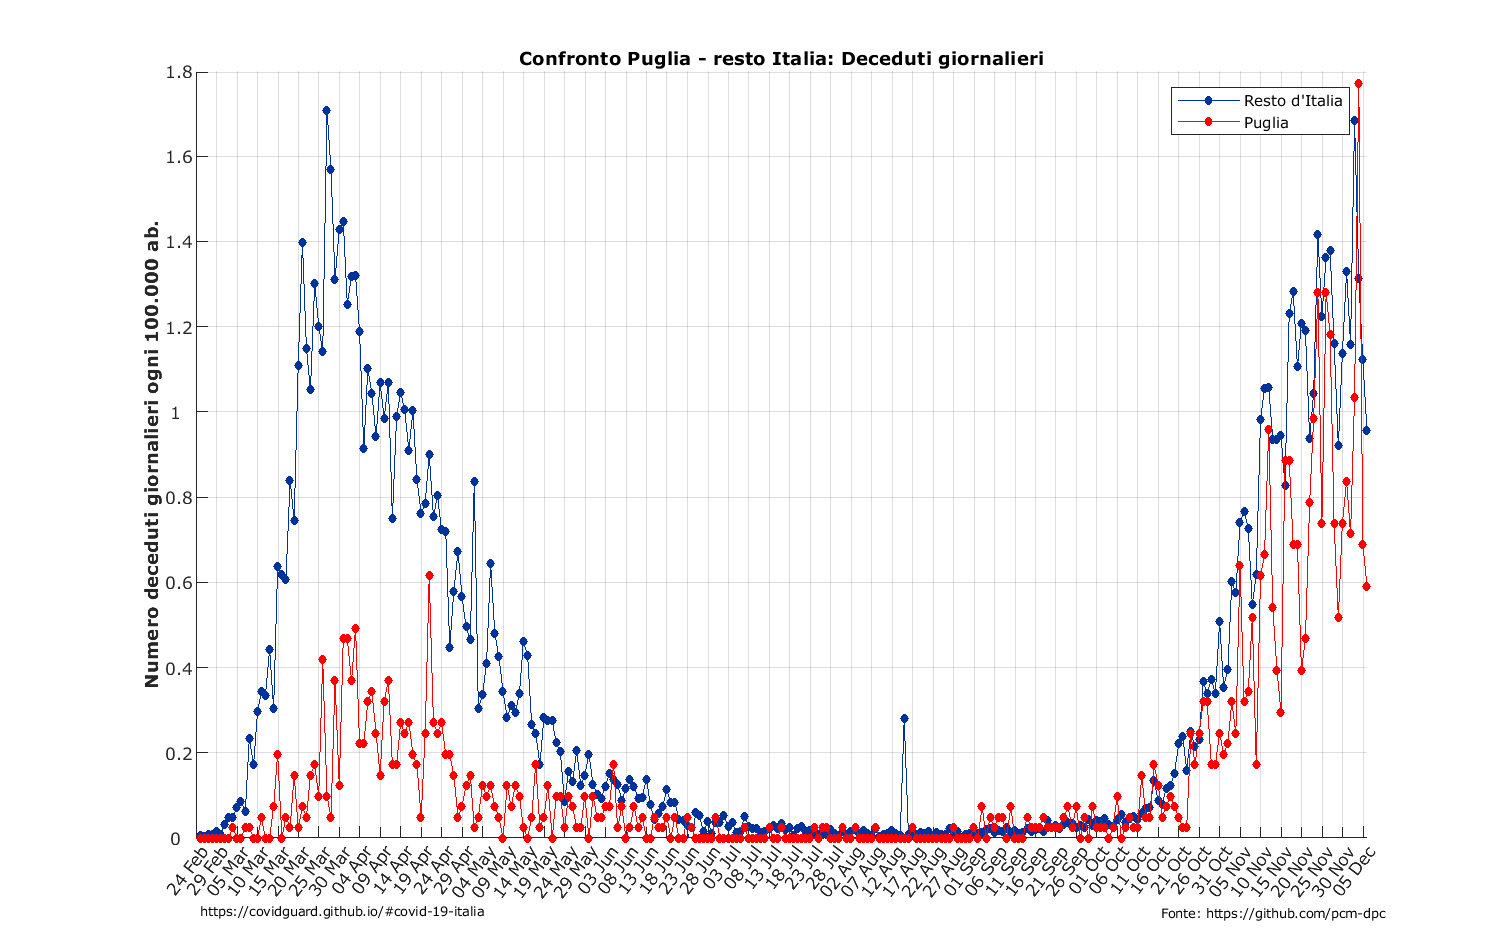 Confronto Puglia - resto Italia: Deceduti giornalieri
Numero deceduti giornalieri ogni 100.000 ab.
1.8
1.6
1.4
1.2
1
0.8
0.6
0.4
0.2
0
Resto d'Italia
Puglia
24 Feb
29 Feb
05 Mar
10 Mar
15 Mar
20 Mar
25 Mar
30 Mar
04 Apr
09 Apr
14 Apr
19 Apr
24 Apr
29 Apr
04 May
09 May
14 May
19 May
24 May
29 May
03 Jun
08 Jun
13 Jun
18 Jun
23 Jun
28 Jun
03 Jul
08 Jul
13 Jul
18 Jul
23 Jul
28 Jul
02 Aug
07 Aug
12 Aug
17 Aug
22 Aug
27 Aug
01 Sep
06 Sep
11 Sep
16 Sep
21 Sep
26 Sep
01 Oct
06 Oct
11 Oct
16 Oct
21 Oct
26 Oct
31 Oct
05 Nov
10 Nov
15 Nov
20 Nov
25 Nov
30 Nov
05 Dec
https://covidguard.github.io/#covid-19-italia
Fonte: https://github.com/pcm-dpc